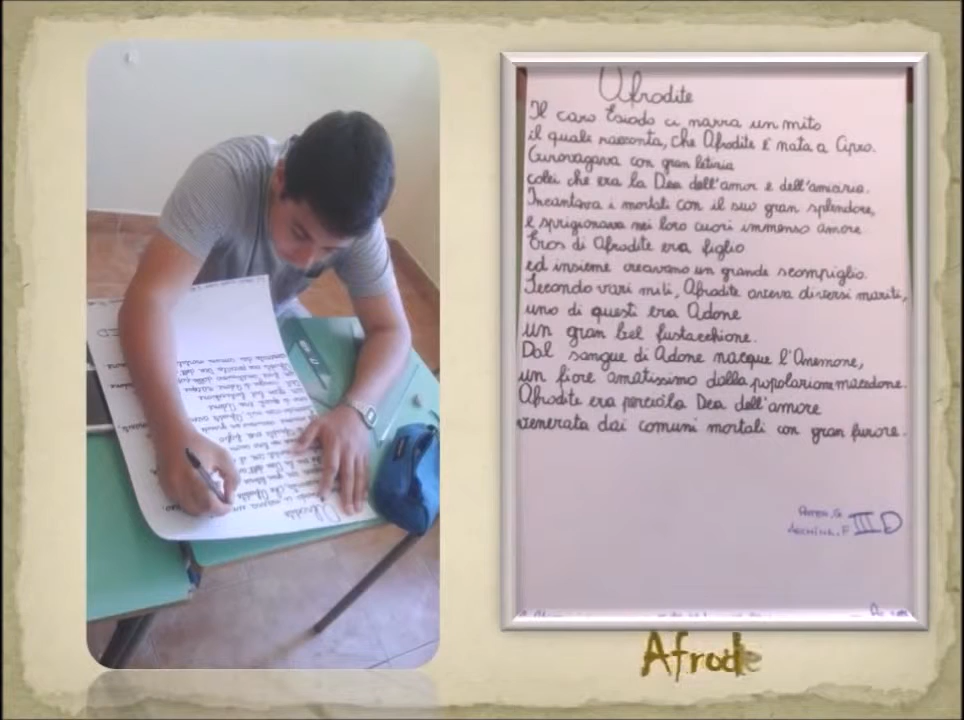 Afrodite
Il caro Esiodo ci narra un mito
il quale racconta, che Afrodite è nata a Cipro.
Girovagava con gran letizia
colei che era la Dea dell'amor e dell'amicizia.
Incantava i mortali con il suo gran splendore,
e sprigionava nei loro cuori immenso amore
Eros di Afrodite era figlio
ed insieme creavano un grande scompiglio.
Secondo vari miti, Afrodite aveva diversi mariti,
uno di questi era Adone
un gran bel fustacchione.
Dal sangue di Adone nacque l'Anemone,
un fiore amatissimo dalla popolazione macedone.
Afrodite era perciò la Dea dell'amore
venerata dai comuni mortali con gran furore.
III D
Afrod